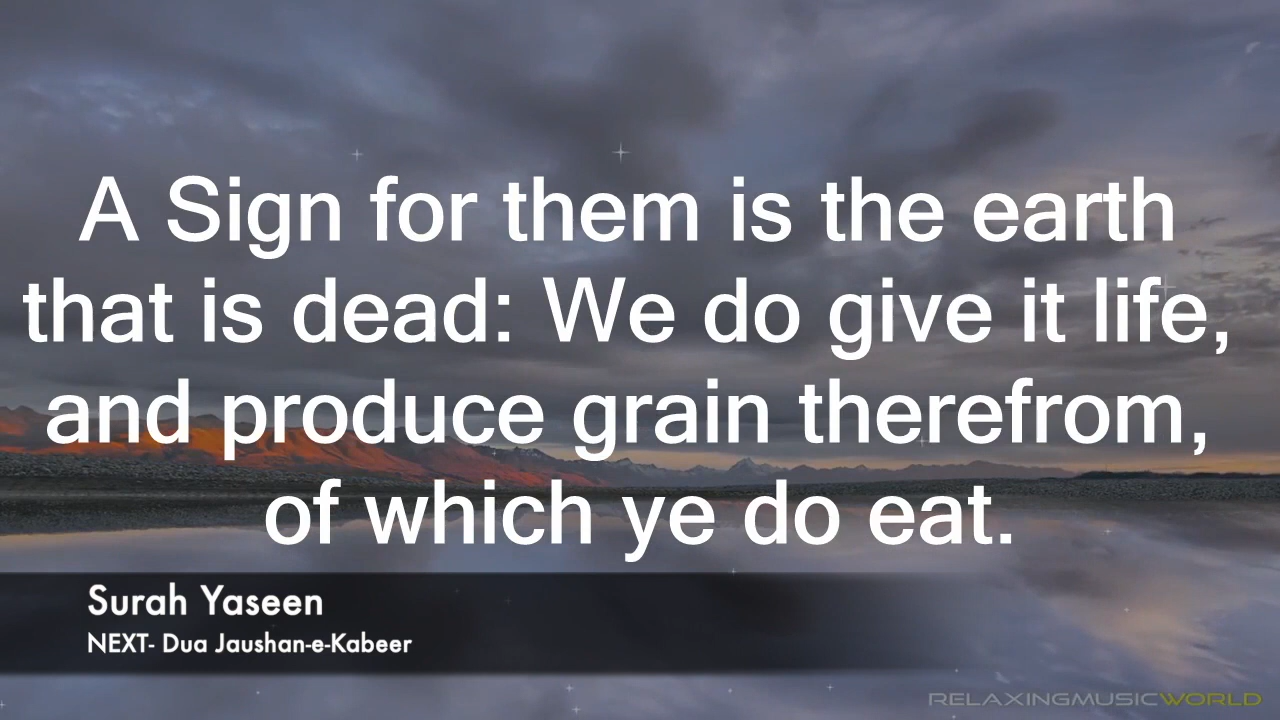 A Sign for them is the earth
that is dead: We do give it life,
and produce grain therefrom,
of which ye do eat.
Surah Yaseen
NEXT- Dua Jaushan-e-Kabeer
RELAXINGMUSICWORLD